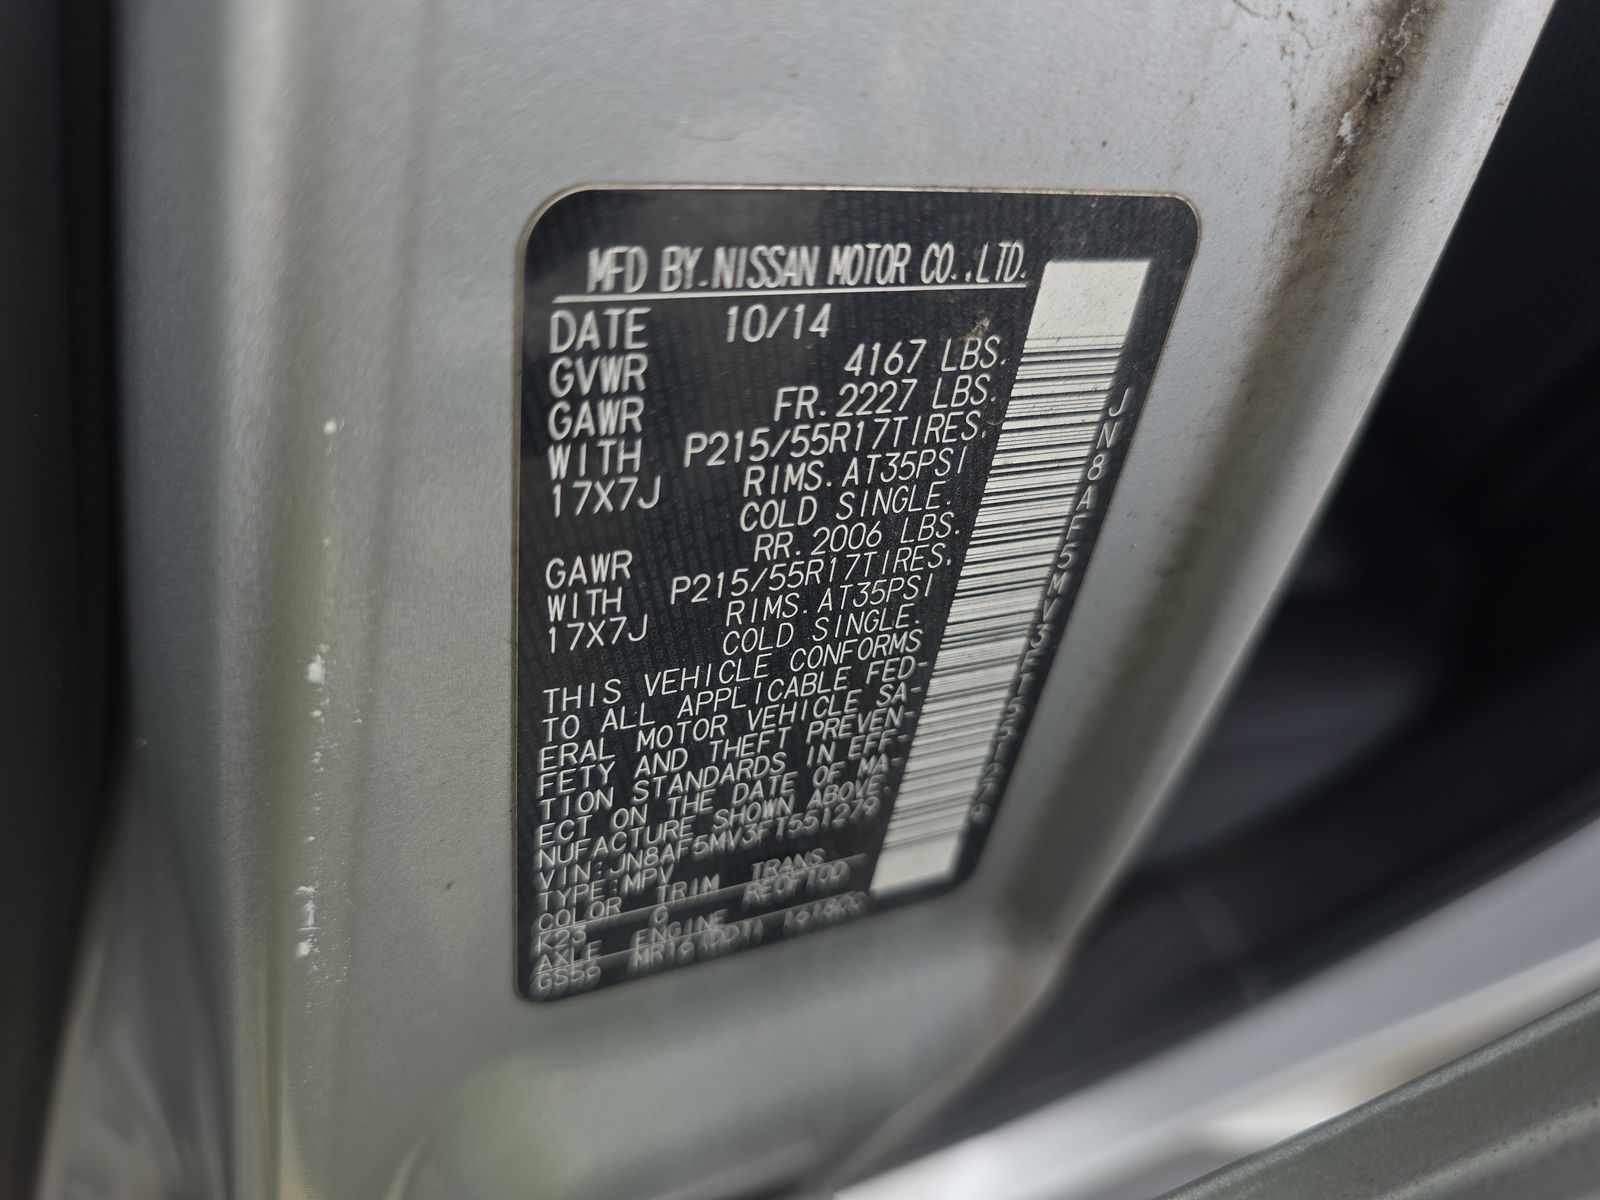 MFD BY.NISSAN MOTOR CO.,LTD.
DATE 10/14
GVWR 4167 LBS.
GAWR FR.2227 LBS.
WITH P215/55R17TIRES.
17X7J RIMS.AT35PSI
COLD SINGLE.
GAWR RR.2006 LBS.
WITH P215/55R17TIRES.
17X7J RIMS.AT35PSI
COLD SINGLE.
THIS VEHICLE CONFORMS
TO ALL APPLICABLE FED-
ERAL MOTOR VEHICLE SA-
FETY AND THEFT PREVEN-
TION STANDARDS IN EFF-
ECT ON THE DATE OF MA-
NUFACTURE SHOWN ABOVE.
VIN:JN8AF5MV3FT551279
TYPE:MPV
COLOR TRIM TRANS
K23 G
AXLE ENGINE
MR16(DDT) 1618CC
JN8AF5MV3FT551279